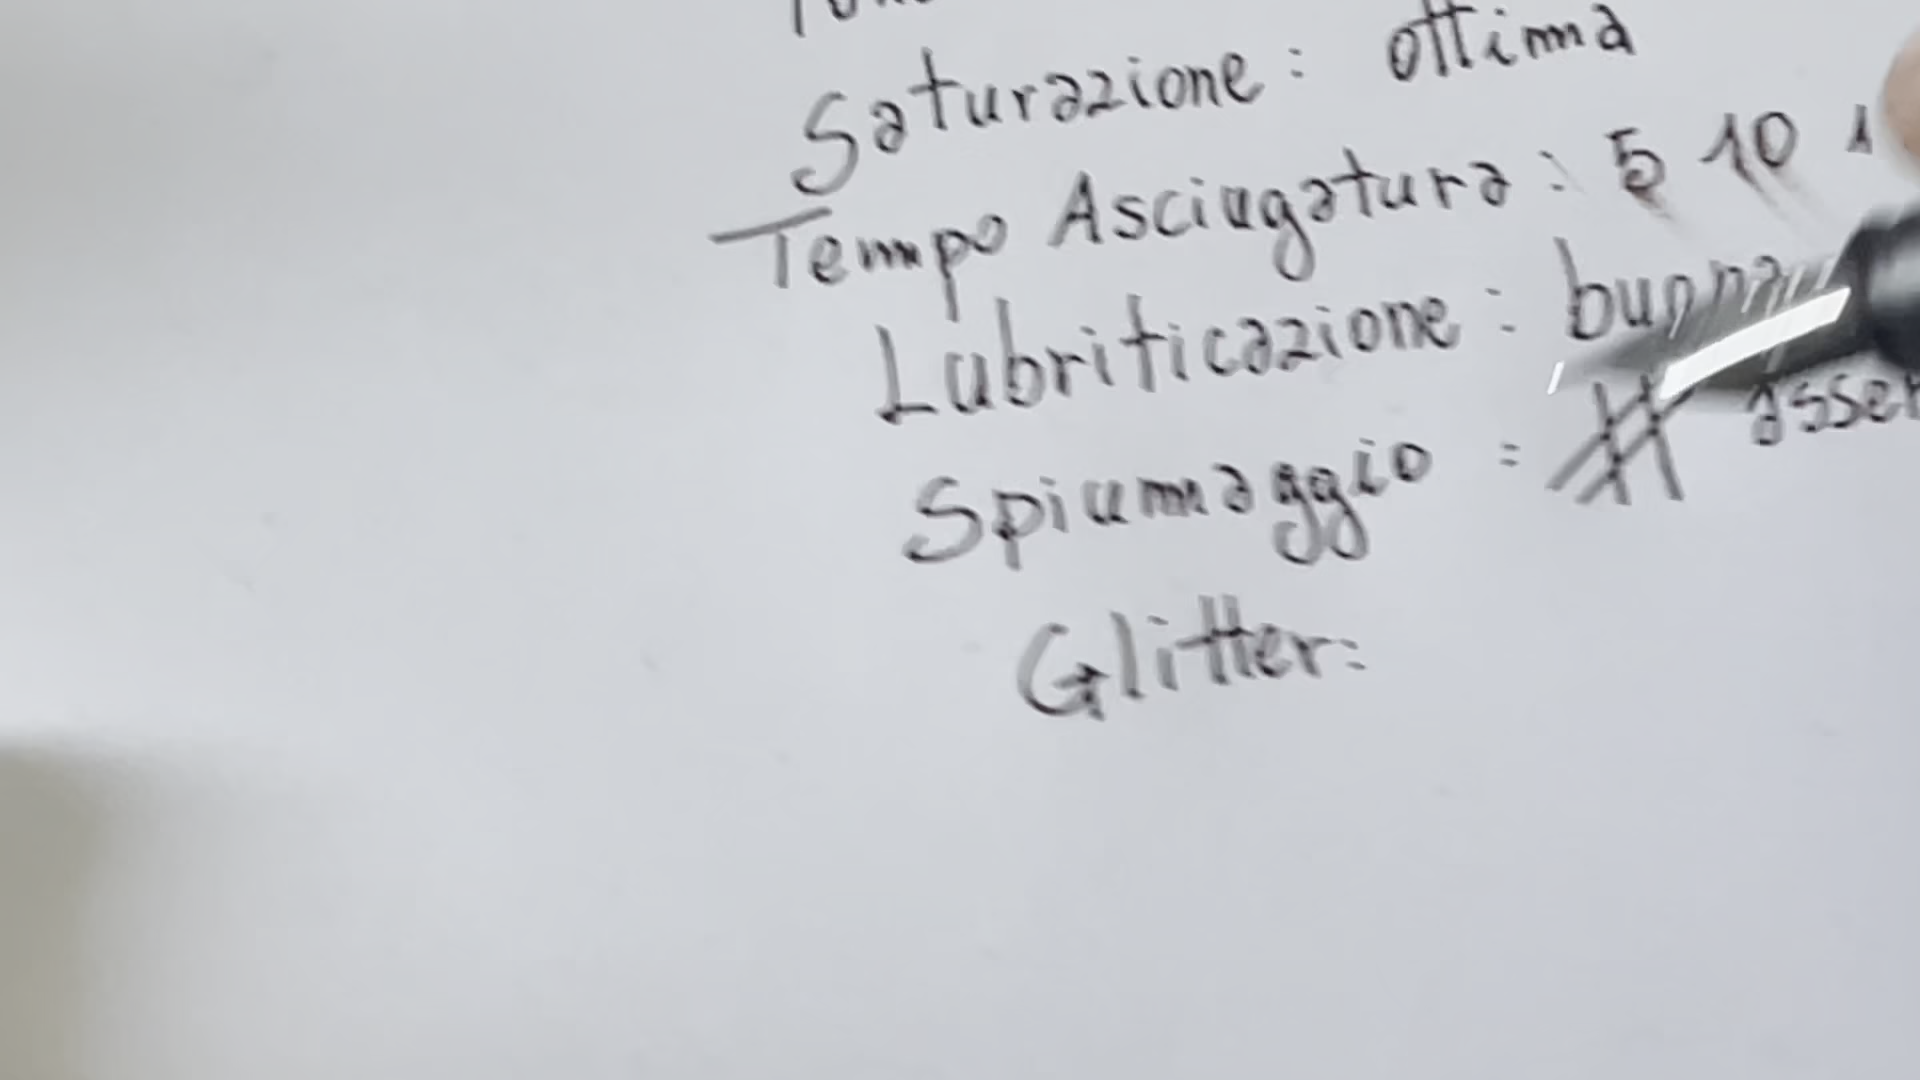 Saturazione: ottima
Tempo Asciugatura: 5 10
Lubrificazione: buona
Spiumaggio:
Glitter: